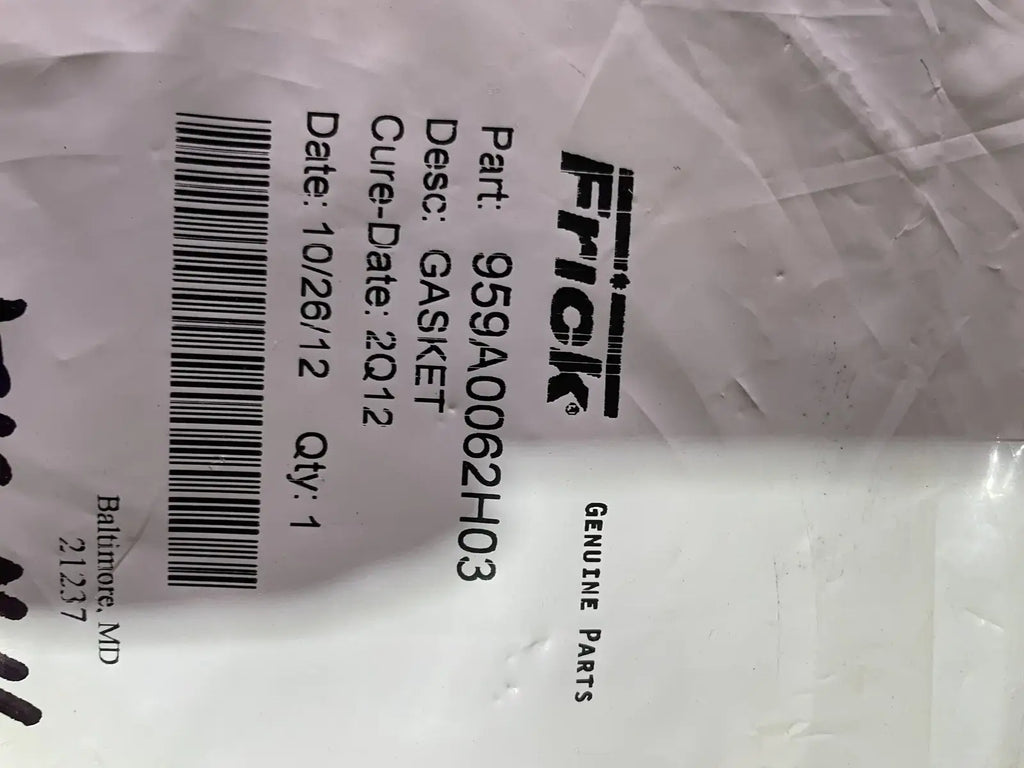 Frick®
GENUINE PARTS
Part: 959A0062H03
Desc: GASKET
Cure-Date: 2Q12
Date: 10/26/12 Qty: 1
Baltimore, MD
21237